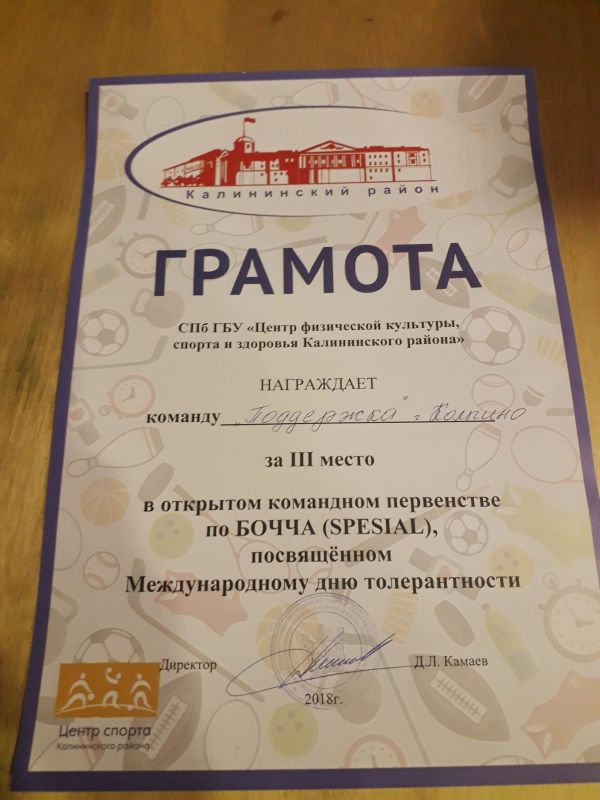 Калининский район
ГРАМОТА
СПб ГБУ «Центр физической культуры,
спорта и здоровья Калининского района»
НАГРАЖДАЕТ
команду „Поддержка" г. Колпино
за III место
в открытом командном первенстве
по БОЧЧА (SPESIAL),
посвящённом
Международному дню толерантности
Директор Д.Л. Камаев
2018г.
Центр спорта
Калининского района